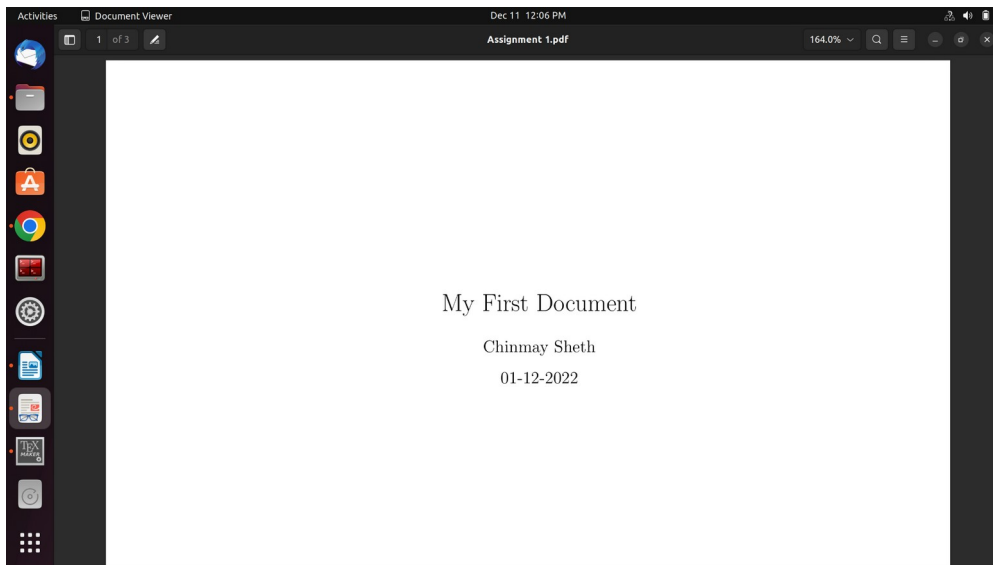 Activities Document Viewer Dec 11 12:06 PM
1 of 3 Assignment 1.pdf 164.0%
My First Document
Chinmay Sheth
01-12-2022
TEX
MAKER